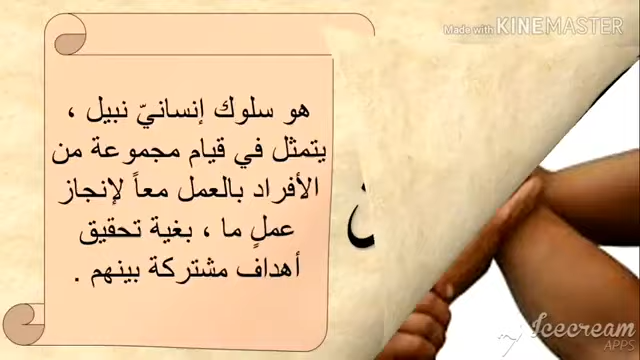 Made with KINEMASTER
هو سلوك إنسانيّ نبيل ،
يتمثل في قيام مجموعة من
الأفراد بالعمل معاً لإنجاز
عملٍ ما ، بغية تحقيق
أهداف مشتركة بينهم .
my Icecream
APPS